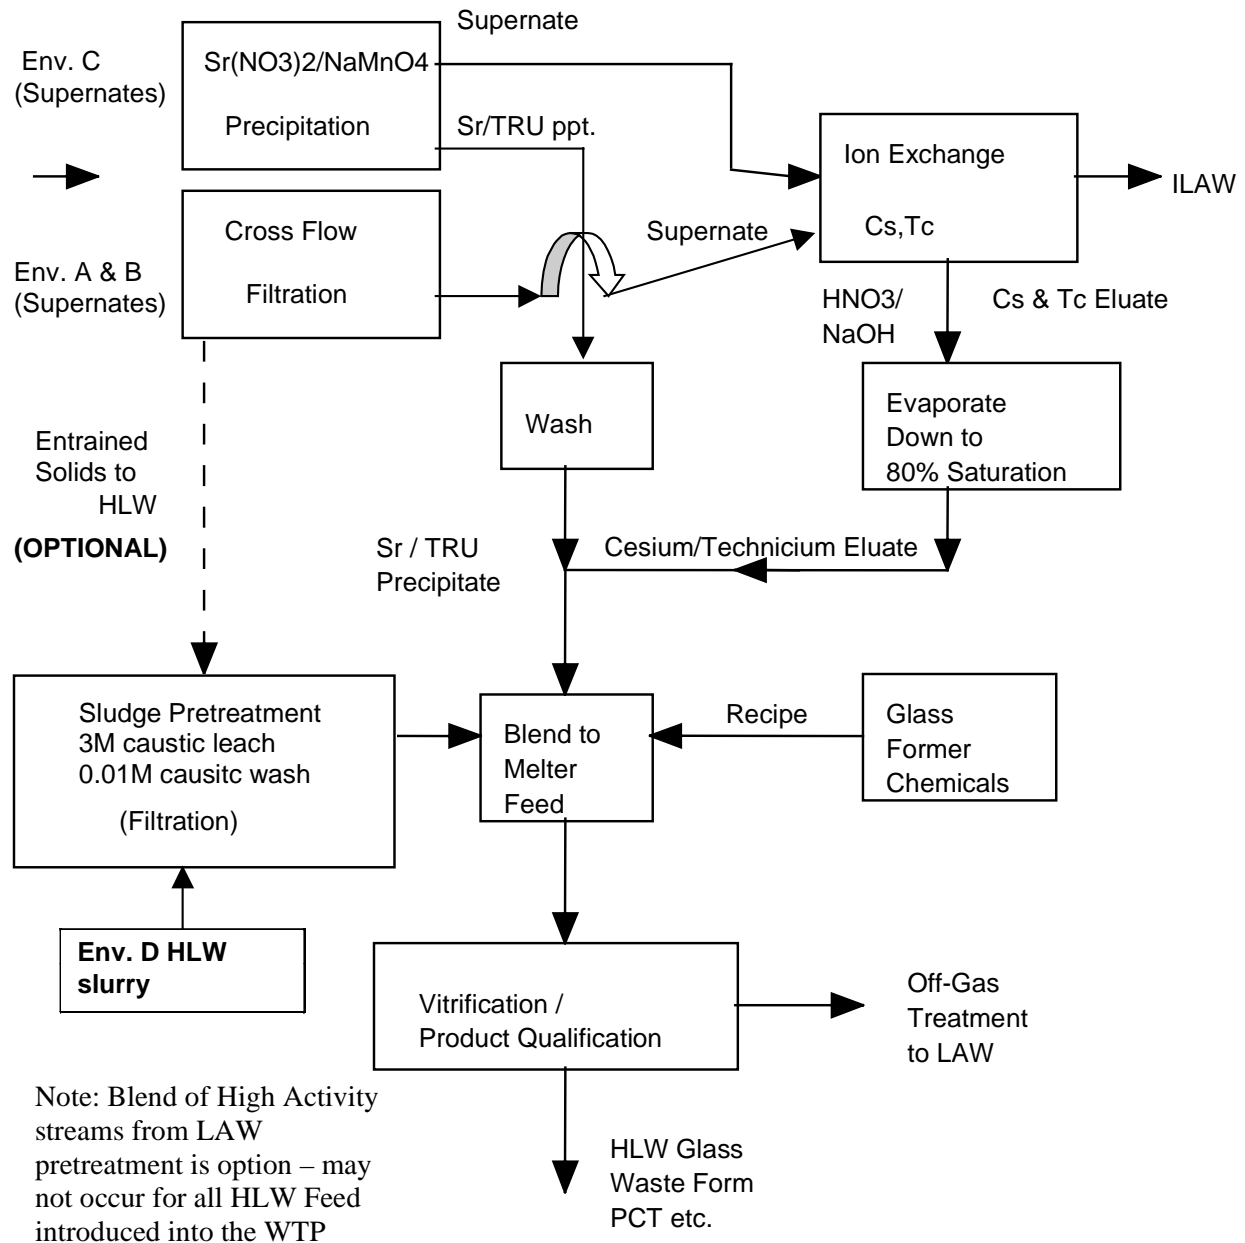 Supernate
Env. C
(Supernates)
Sr(NO3)2/NaMnO4
Precipitation
Sr/TRU ppt.
Ion Exchange
Cs,Tc
ILAW
Env. A & B
(Supernates)
Cross Flow
Filtration
Supernate
HNO3/
NaOH
Cs & Tc Eluate
Wash
Evaporate
Down to
80% Saturation
Entrained
Solids to
HLW
(OPTIONAL)
Sr / TRU
Precipitate
Cesium/Technicium Eluate
Sludge Pretreatment
3M caustic leach
0.01M causitc wash
(Filtration)
Blend to
Melter
Feed
Recipe
Glass
Former
Chemicals
Env. D HLW
slurry
Vitrification /
Product Qualification
Off-Gas
Treatment
to LAW
Note: Blend of High Activity
streams from LAW
pretreatment is option – may
not occur for all HLW Feed
introduced into the WTP
HLW Glass
Waste Form
PCT etc.